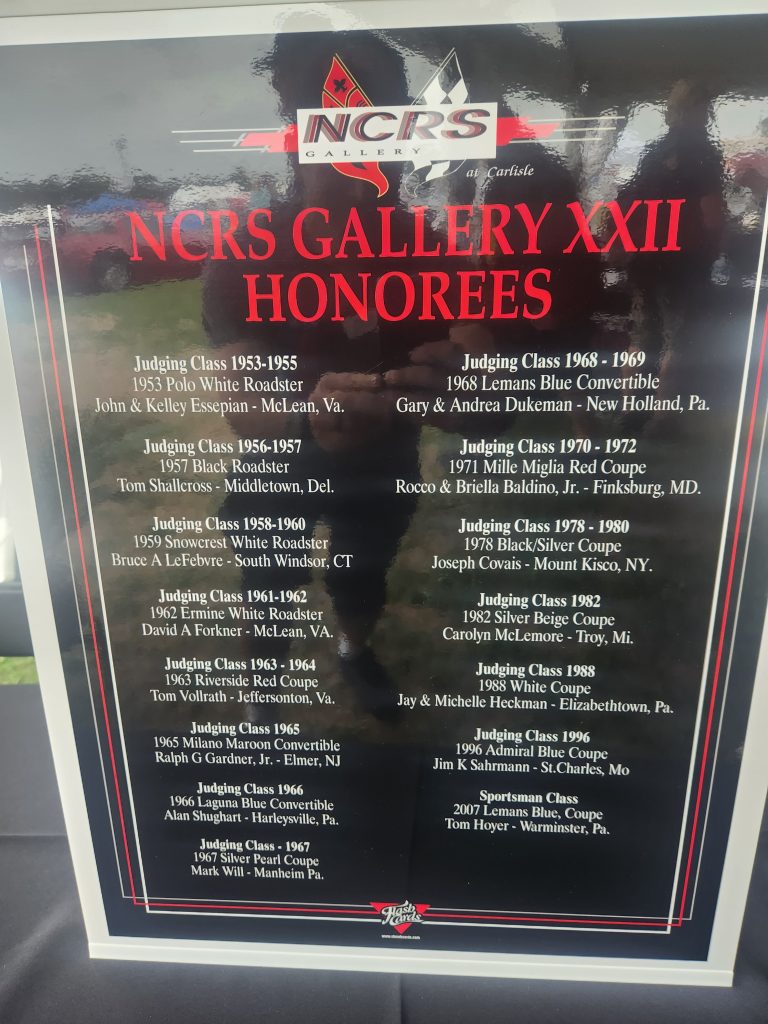 NCRS
GALLERY
at Carlisle
NCRS GALLERY XXII
HONOREES
Judging Class 1953-1955
1953 Polo White Roadster
John & Kelley Essepian - McLean, Va.
Judging Class 1956-1957
1957 Black Roadster
Tom Shallcross - Middletown, Del.
Judging Class 1958-1960
1959 Snowcrest White Roadster
Bruce A LeFebvre - South Windsor, CT
Judging Class 1961-1962
1962 Ermine White Roadster
David A Forkner - McLean, VA.
Judging Class 1963 - 1964
1963 Riverside Red Coupe
Tom Vollrath - Jeffersonton, Va.
Judging Class 1965
1965 Milano Maroon Convertible
Ralph G Gardner, Jr. - Elmer, NJ
Judging Class 1966
1966 Laguna Blue Convertible
Alan Shughart - Harleysville, Pa.
Judging Class - 1967
1967 Silver Pearl Coupe
Mark Will - Manheim Pa.
Judging Class 1968 - 1969
1968 Lemans Blue Convertible
Gary & Andrea Dukeman - New Holland, Pa.
Judging Class 1970 - 1972
1971 Mille Miglia Red Coupe
Rocco & Briella Baldino, Jr. - Finksburg, MD.
Judging Class 1978 - 1980
1978 Black/Silver Coupe
Joseph Covais - Mount Kisco, NY.
Judging Class 1982
1982 Silver Beige Coupe
Carolyn McLemore - Troy, Mi.
Judging Class 1988
1988 White Coupe
Jay & Michelle Heckman - Elizabethtown, Pa.
Judging Class 1996
1996 Admiral Blue Coupe
Jim K Sahrmann - St.Charles, Mo
Sportsman Class
2007 Lemans Blue, Coupe
Tom Hoyer - Warminster, Pa.
Cards